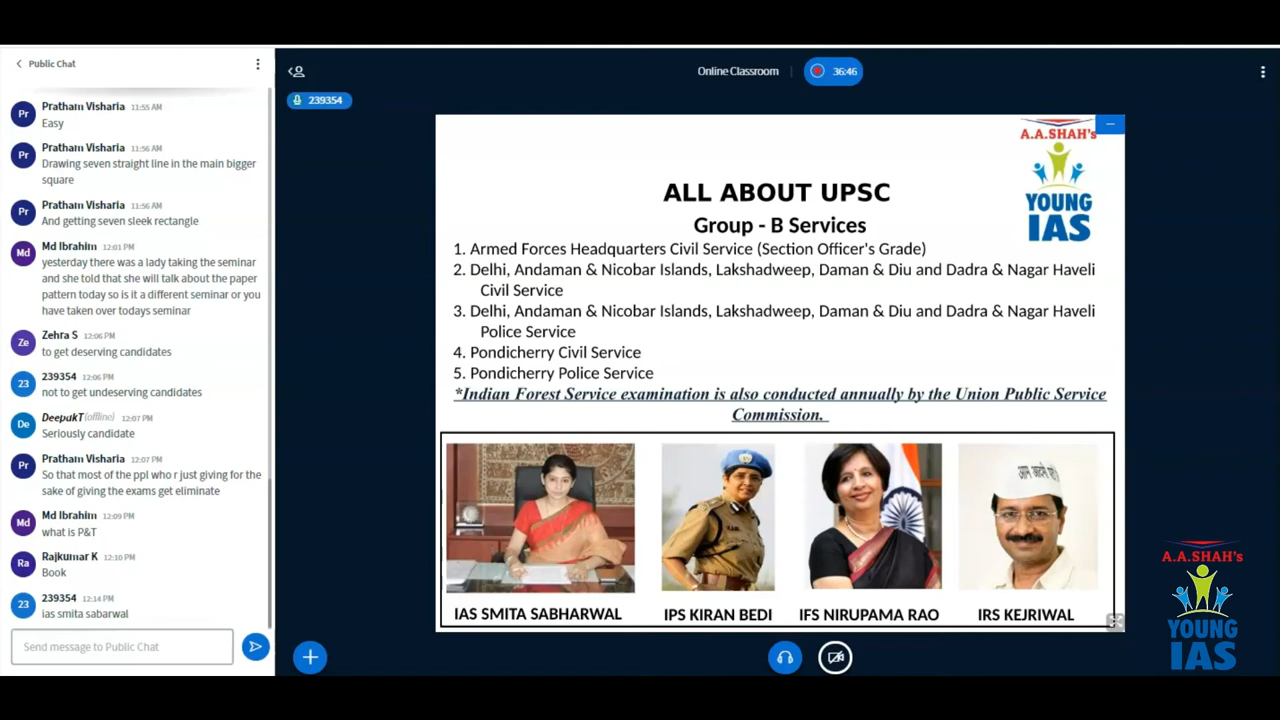 Public Chat
Pr
Pratham Visharia 11:55 AM
Easy
Pr
Pratham Visharia 11:56 AM
Drawing seven straight line in the main bigger
square
Pratham Visharia 11:56 AM
Pr
And getting seven sleek rectangle
Md Ibrahim 12:01 PM
Md
yesterday there was a lady taking the seminar
and she told that she will talk about the paper
pattern today so is it a different seminar or you
have taken over todays seminar
Zehra S 12:06 PM
Ze
to get deserving candidates
239354 12:06 PM
23
not to get undeserving candidates
DeepakT(offline) 12:07 PM
De
Seriously candidate
Pratham Visharia 12:07 PM
Pr
So that most of the ppl who r just giving for the
sake of giving the exams get eliminate
Md Ibrahim 12:09 PM
Md
what is P&T
Rajkumar K 12:10 PM
Ra
Book
239354 12:14 PM
23
ias smita sabarwal
Send message to Public Chat
Online Classroom
36:46
239354
A.A.SHAH's
YOUNG
IAS
ALL ABOUT UPSC
Group - B Services
1. Armed Forces Headquarters Civil Service (Section Officer's Grade)
2. Delhi, Andaman & Nicobar Islands, Lakshadweep, Daman & Diu and Dadra & Nagar Haveli
Civil Service
3. Delhi, Andaman & Nicobar Islands, Lakshadweep, Daman & Diu and Dadra & Nagar Haveli
Police Service
4. Pondicherry Civil Service
5. Pondicherry Police Service
*Indian Forest Service examination is also conducted annually by the Union Public Service
Commission.
IAS SMITA SABHARWAL
IPS KIRAN BEDI
IFS NIRUPAMA RAO
IRS KEJRIWAL
A.A.SHAH's
YOUNG
IAS